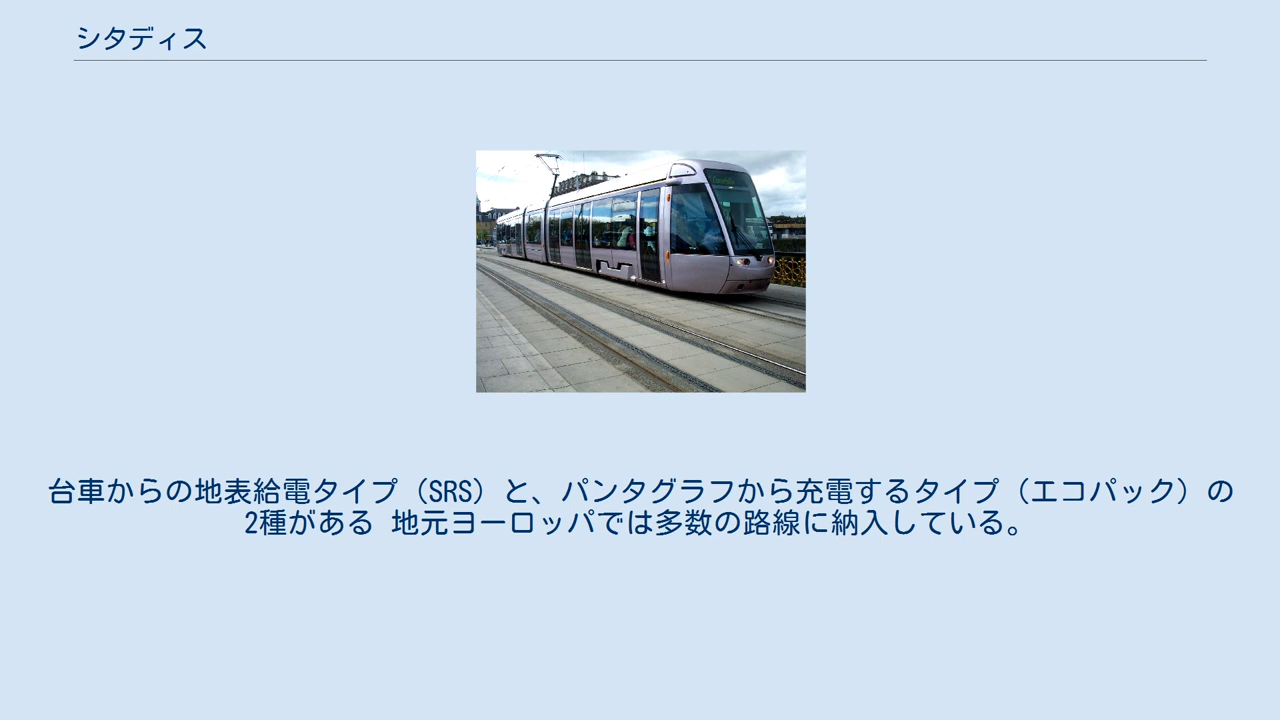 シタディス
台車からの地表給電タイプ（SRS）と、パンタグラフから充電するタイプ（エコパック）の
2種がある 地元ヨーロッパでは多数の路線に納入している。